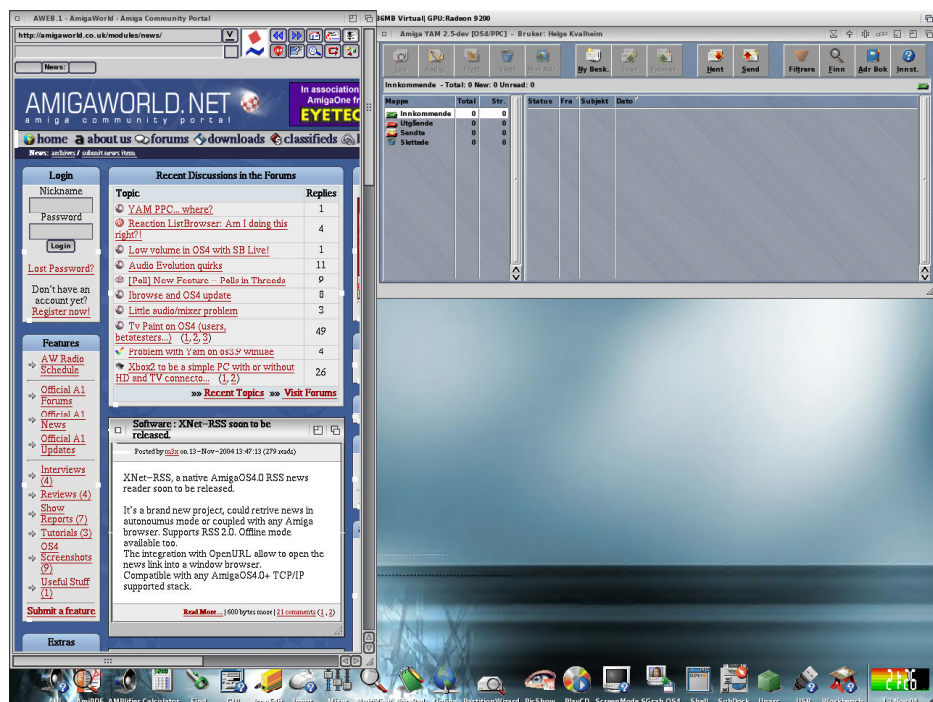 AWEB.1 - AmigaWorld - Amiga Community Portal
http://amigaworld.co.uk/modules/news/
V
News:
AMIGAWORLD.NET
amiga community portal
In association
AmigaOne fr
EYETEC
home about us forums downloads classifieds
News: archives / submit news item
Login
Nickname
Password
Login
Lost Password?
Don't have an
account yet?
Register now!
Features
AW Radio
Schedule
Official A1
Forums
Official A1
News
Official A1
Updates
Interviews
(4)
Reviews (4)
Show
Reports (7)
Tutorials (3)
OS4
Screenshots
(9)
Useful Stuff
(1)
Submit a feature
Extras
Recent Discussions in the Forums
Topic Replies
YAM PPC... where? 1
Reaction ListBrowser: Am I doing this
right?! 4
Low volume in OS4 with SB Live! 1
Audio Evolution quirks 11
[Poll] New Feature - Polls in Threads 9
Ibrowse and OS4 update 8
Little audio/mixer problem 3
Tv Paint on OS4 (users,
betatesters...) (1, 2, 3) 49
Problem with Yam on os3.9 winuae 4
Xbox2 to be a simple PC with or without
HD and TV connecto... (1, 2) 26
»» Recent Topics »» Visit Forums
Software : XNet-RSS soon to be
released.
Posted by m3x on 13-Nov-2004 13:47:13 (279 reads)
XNet-RSS, a native AmigaOS4.0 RSS news
reader soon to be released.
It's a brand new project, could retrive news in
autonoumus mode or coupled with any Amiga
browser. Supports RSS 2.0. Offline mode
available too.
The integration with OpenURL allow to open the
news link into a window browser.
Compatible with any AmigaOS4.0+ TCP/IP
supported stack.
Read More... | 600 bytes more | 21 comments (1, 2)
36MB Virtual| GPU:Radeon 9200
Amiga YAM 2.5-dev [OS4/PPC] - Bruker: Helge Kvalheim
Ny Besk. Hent Send Filtrere Finn Adr Bok Innst.
Innkommende - Total: 0 New: 0 Unread: 0
Mappe Total Str. Status Fra Subjekt Dato
Innkommende 0 0
Utgående 0 0
Sendte 0 0
Slettede 0 0
21:26